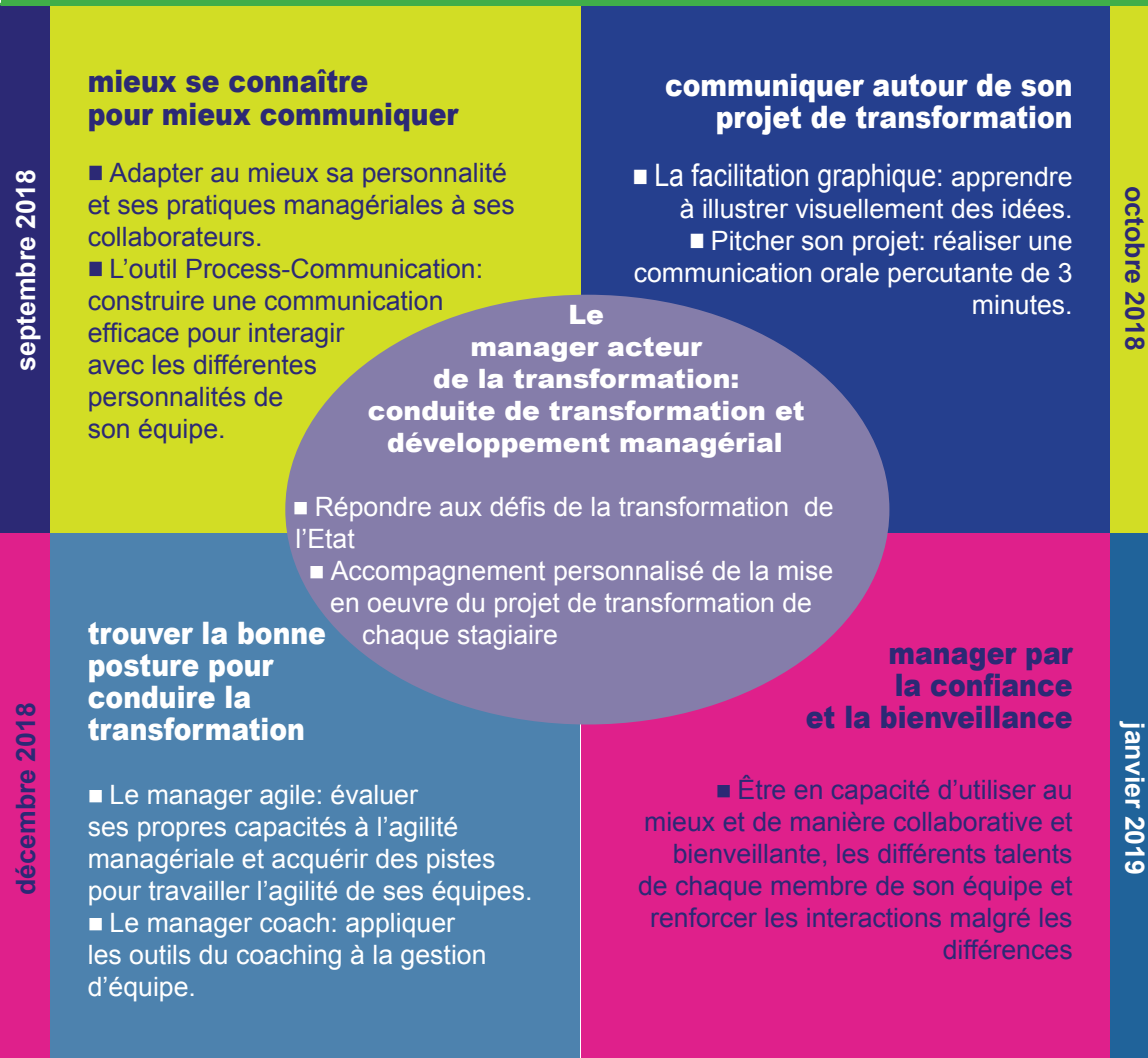 septembre 2018
mieux se connaître
pour mieux communiquer
■ Adapter au mieux sa personnalité
et ses pratiques managériales à ses
collaborateurs.
■ L’outil Process-Communication:
construire une communication
efficace pour interagir
avec les différentes
personnalités de
son équipe.
communiquer autour de son
projet de transformation
■ La facilitation graphique: apprendre
à illustrer visuellement des idées.
■ Pitcher son projet: réaliser une
communication orale percutante de 3
minutes.
octobre 2018
Le
manager acteur
de la transformation:
conduite de transformation et
développement managérial
■ Répondre aux défis de la transformation de
l’Etat
■ Accompagnement personnalisé de la mise
en oeuvre du projet de transformation de
chaque stagiaire
décembre 2018
trouver la bonne
posture pour
conduire la
transformation
■ Le manager agile: évaluer
ses propres capacités à l’agilité
managériale et acquérir des pistes
pour travailler l’agilité de ses équipes.
■ Le manager coach: appliquer
les outils du coaching à la gestion
d’équipe.
manager par
la confiance
et la bienveillance
■ Être en capacité d’utiliser au
mieux et de manière collaborative et
bienveillante, les différents talents
de chaque membre de son équipe et
renforcer les interactions malgré les
différences
janvier 2019